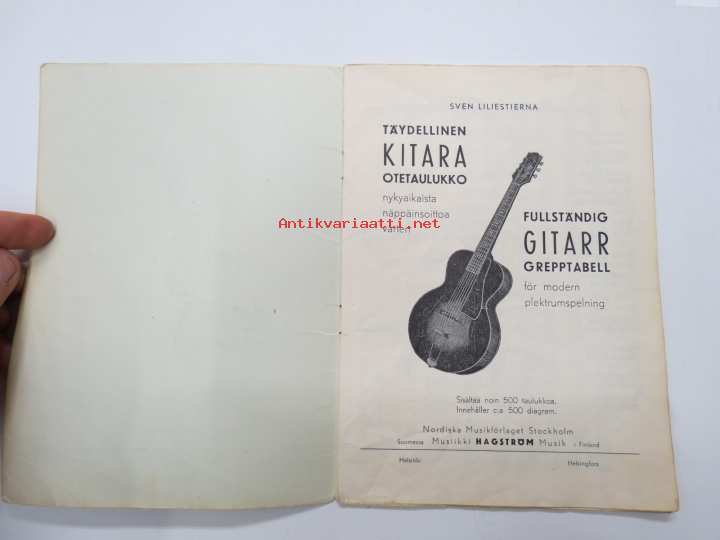 SVEN LILIESTIERNA
TÄYDELLINEN
KITARA
OTETAULUKKO
nykyaikaista
näppäinsoittoa
varten
Antikvariaatti.net
FULLSTÄNDIG
GITARR
GREPPTABELL
för modern
plektrumspelning
Sisältää noin 500 taulukkoa.
Innehåller c:a 500 diagram.
Nordiska Musikförlaget Stockholm
Suomessa Musiikki HAGSTRÖM Musik i Finland
Helsinki Helsingfors